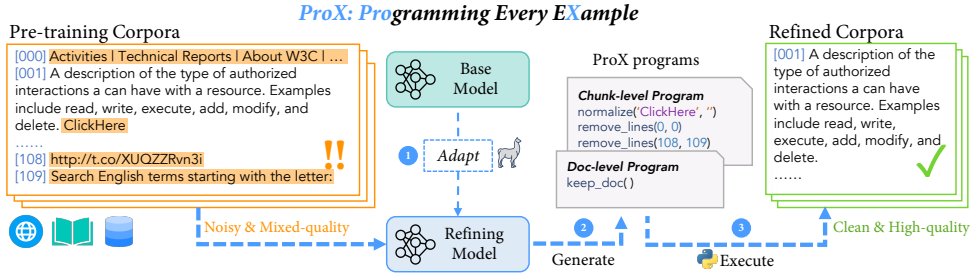 ProX: Programming Every EXample
Pre-training Corpora
[000] Activities | Technical Reports | About W3C | ...
[001] A description of the type of authorized
interactions a can have with a resource. Examples
include read, write, execute, add, modify, and
delete. ClickHere
......
[108] http://t.co/XUQZZRvn3i
[109] Search English terms starting with the letter:
!!
Noisy & Mixed-quality
Base
Model
1
Adapt
Refining
Model
ProX programs
Chunk-level Program
normalize('ClickHere', '')
remove_lines(0, 0)
remove_lines(108, 109)
Doc-level Program
keep_doc( )
2
Generate
3
Execute
Refined Corpora
[001] A description of the
type of authorized
interactions a can have
with a resource. Examples
include read, write,
execute, add, modify, and
delete.
......
Clean & High-quality